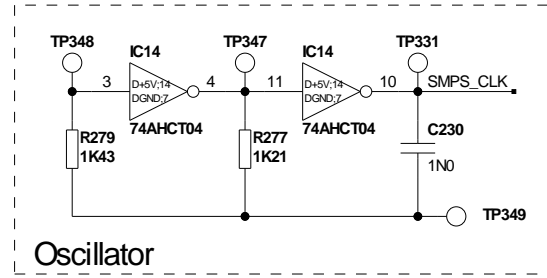 TP348 IC14 TP347 IC14 TP331
3 D+5V;14 4 11 D+5V;14 10 SMPS_CLK
DGND;7 DGND;7
74AHCT04 74AHCT04
R279 R277 C230
1K43 1K21 1N0
TP349
Oscillator